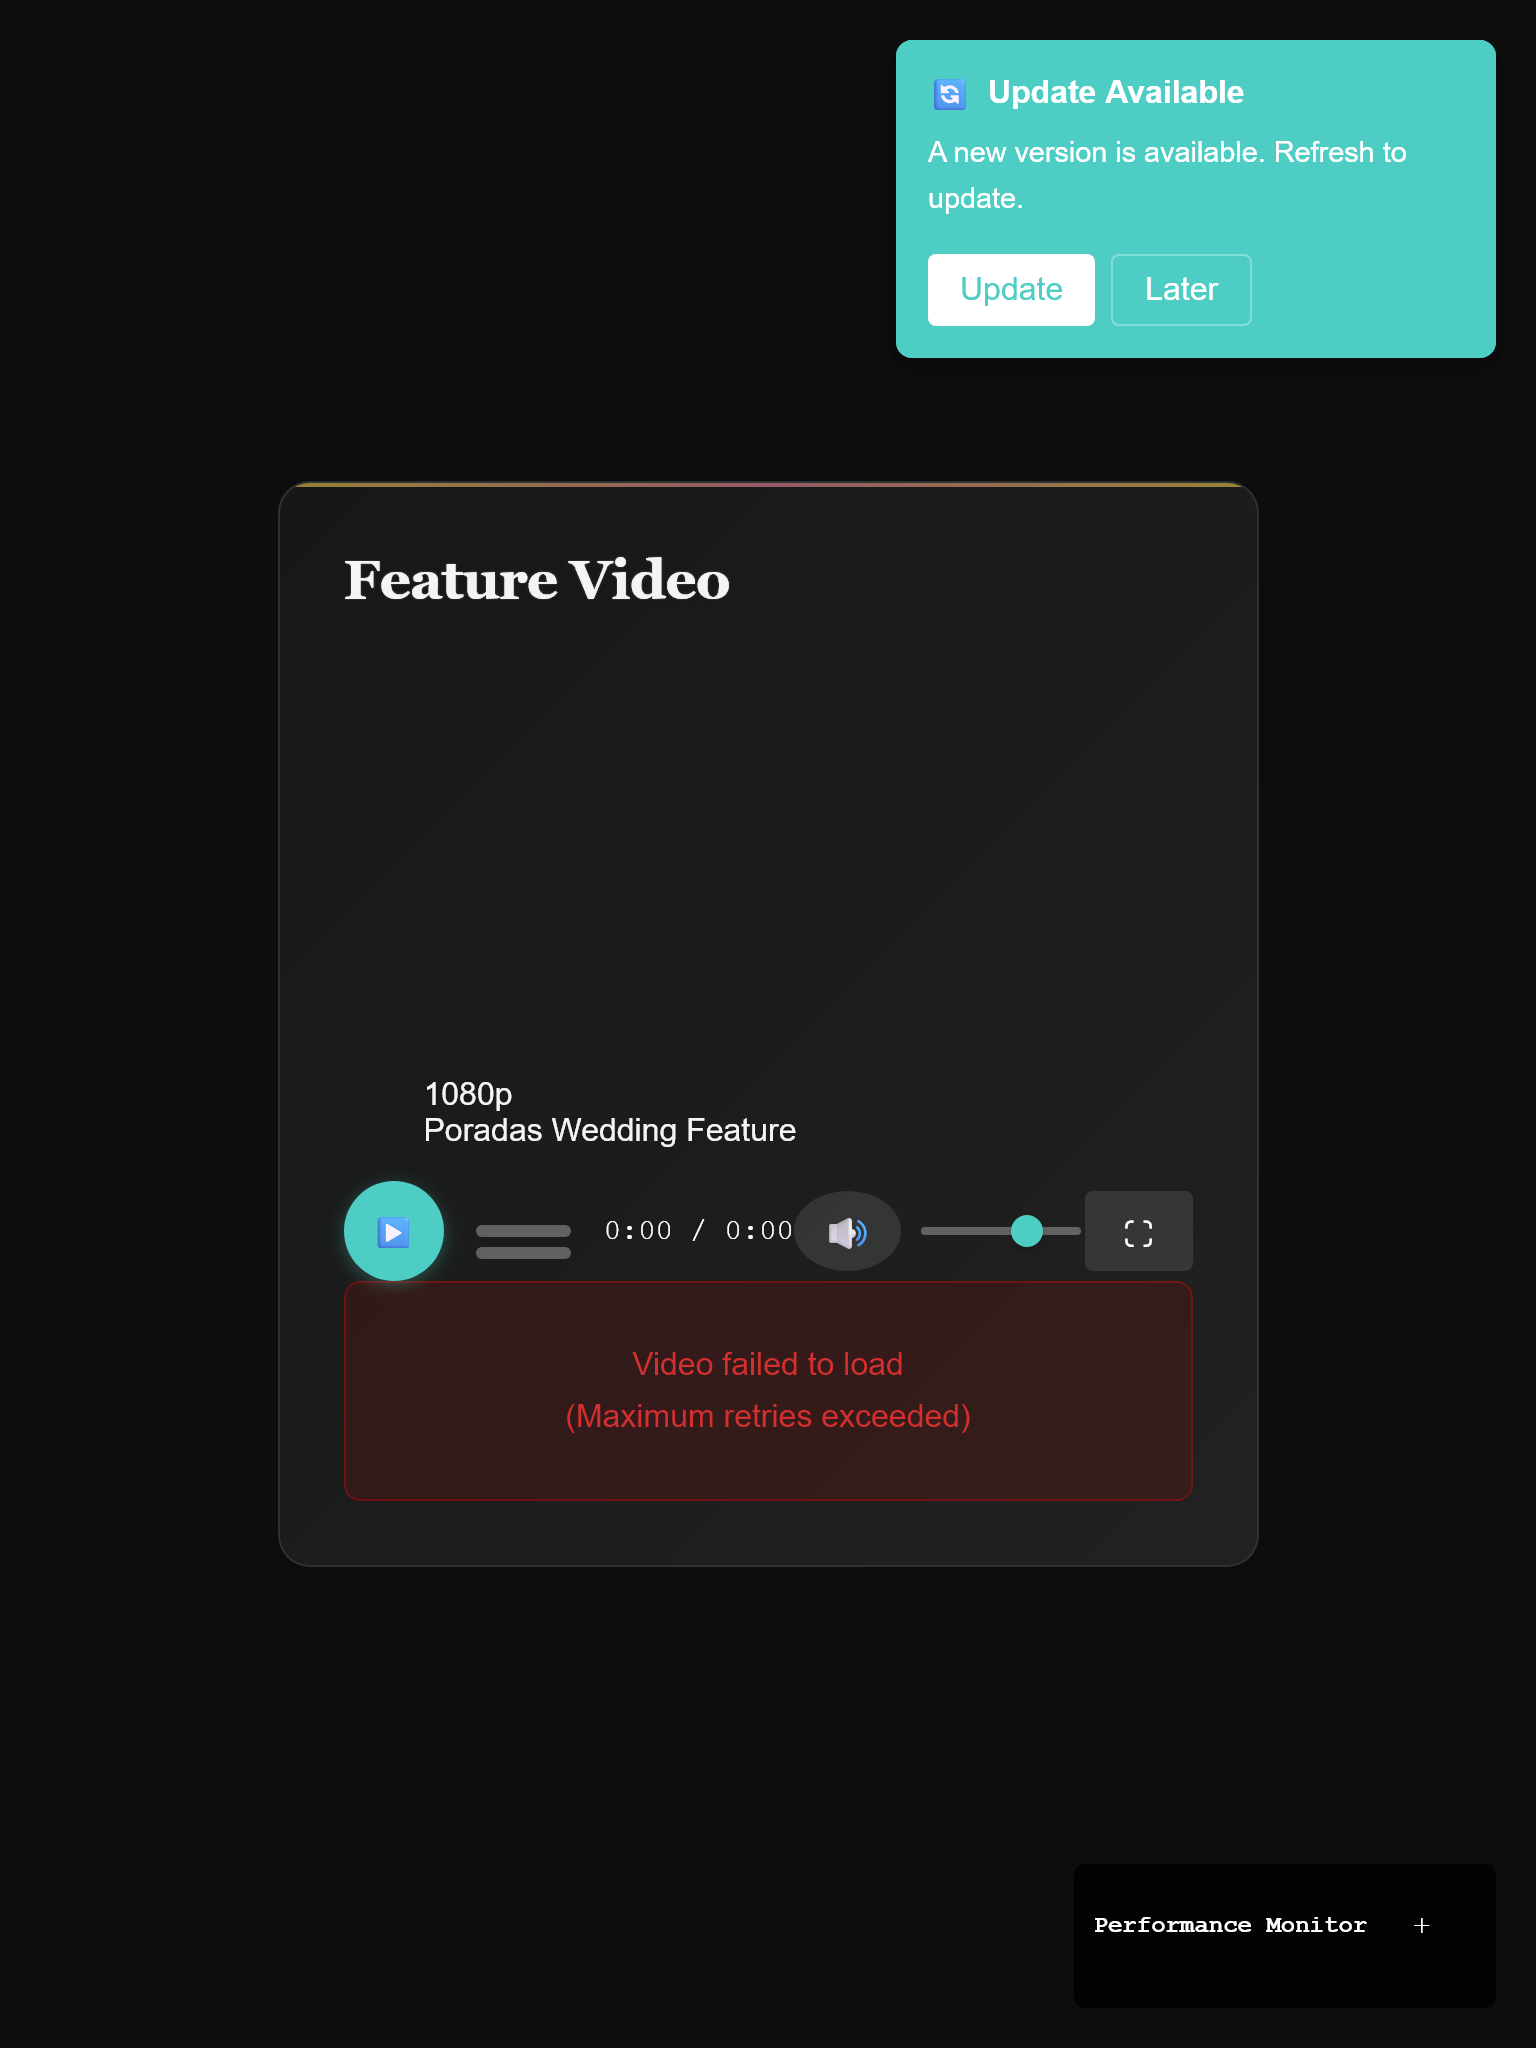 Update Available
A new version is available. Refresh to
update.
Update
Later
Feature Video
1080p
Poradas Wedding Feature
0:00 / 0:00
Video failed to load
(Maximum retries exceeded)
Performance Monitor +